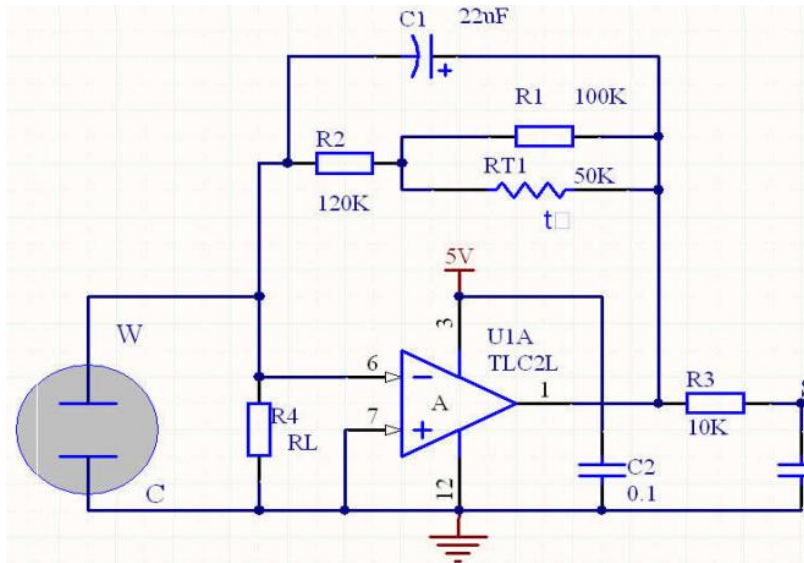 C1 22uF
R1 100K
R2
RT1 50K
120K
t
5V
W
3
U1A
TLC2L
6
1
R3
A
7
R4
RL
10K
C2
C
12
0.1